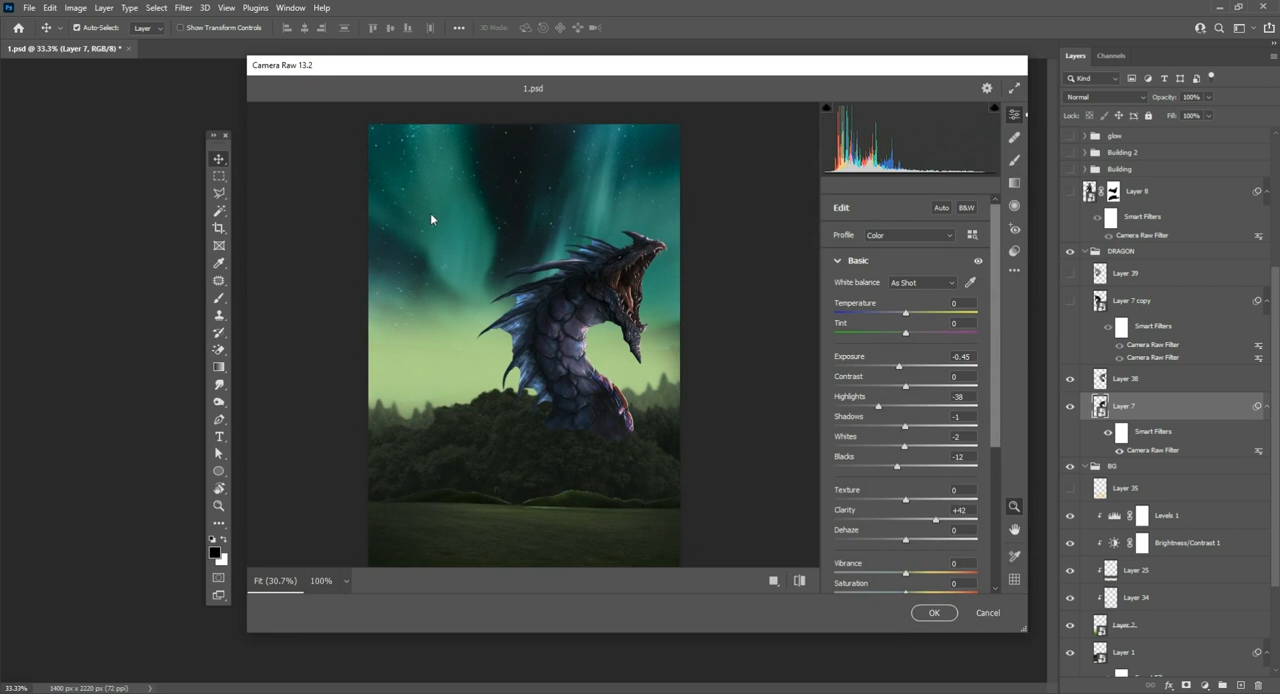 Ps File Edit Image Layer Type Select Filter 3D View Plugins Window Help
Auto-Select: Layer Show Transform Controls 3D Mode:
1.psd @ 33.3% (Layer 7, RGB/8) *
Camera Raw 13.2
1.psd
Edit Auto B&W
Profile Color
Basic
White balance As Shot
Temperature 0
Tint 0
Exposure -0.45
Contrast 0
Highlights -38
Shadows -1
Whites -2
Blacks -12
Texture 0
Clarity +42
Dehaze 0
Vibrance 0
Saturation 0
Fit (30.7%) 100%
OK Cancel
Layers Channels
Kind
Normal Opacity: 100%
Lock: Fill: 100%
glow
Building 2
Building
Layer 8
Smart Filters
Camera Raw Filter
DRAGON
Layer 39
Layer 7 copy
Smart Filters
Camera Raw Filter
Camera Raw Filter
Layer 38
Layer 7
Smart Filters
Camera Raw Filter
BG
Layer 35
Levels 1
Brightness/Contrast 1
Layer 25
Layer 34
Layer 2
Layer 1
33.33% 1400 px x 2220 px (72 ppi)